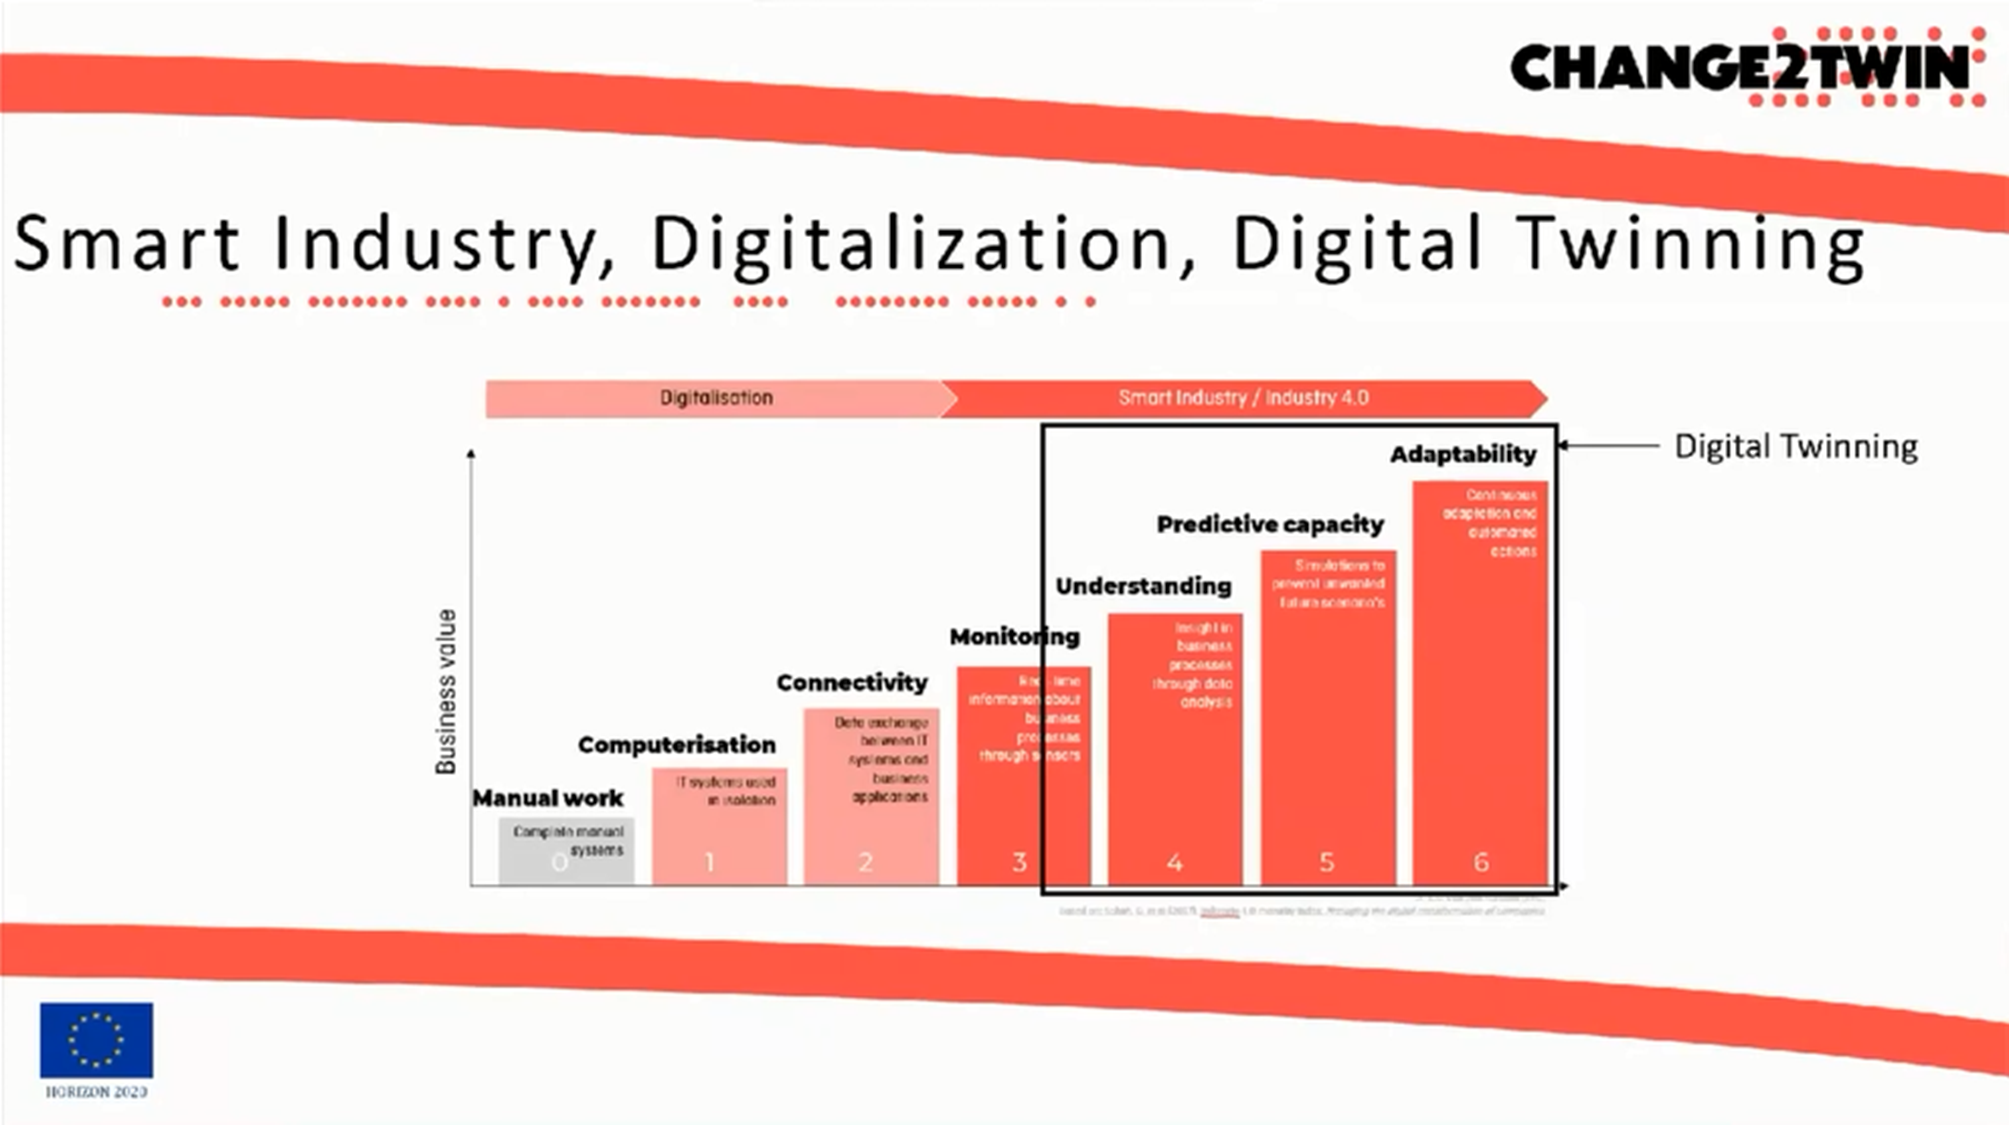 CHANGE2TWIN
Smart Industry, Digitalization, Digital Twinning
Digitalisation
Smart Industry / Industry 4.0
Digital Twinning
Business value
Manual work
Complete manual
systems
0
Computerisation
IT systems used
in isolation
1
Connectivity
Data exchange
between IT
systems and
business
applications
2
Monitoring
Real-time
information about
business
processes
through sensors
3
Understanding
Insight in
business
processes
through data
analysis
4
Predictive capacity
Simulations to
prevent unwanted
future scenario's
5
Adaptability
Continuous
adaptation and
automated
actions
6
HORIZON 2020